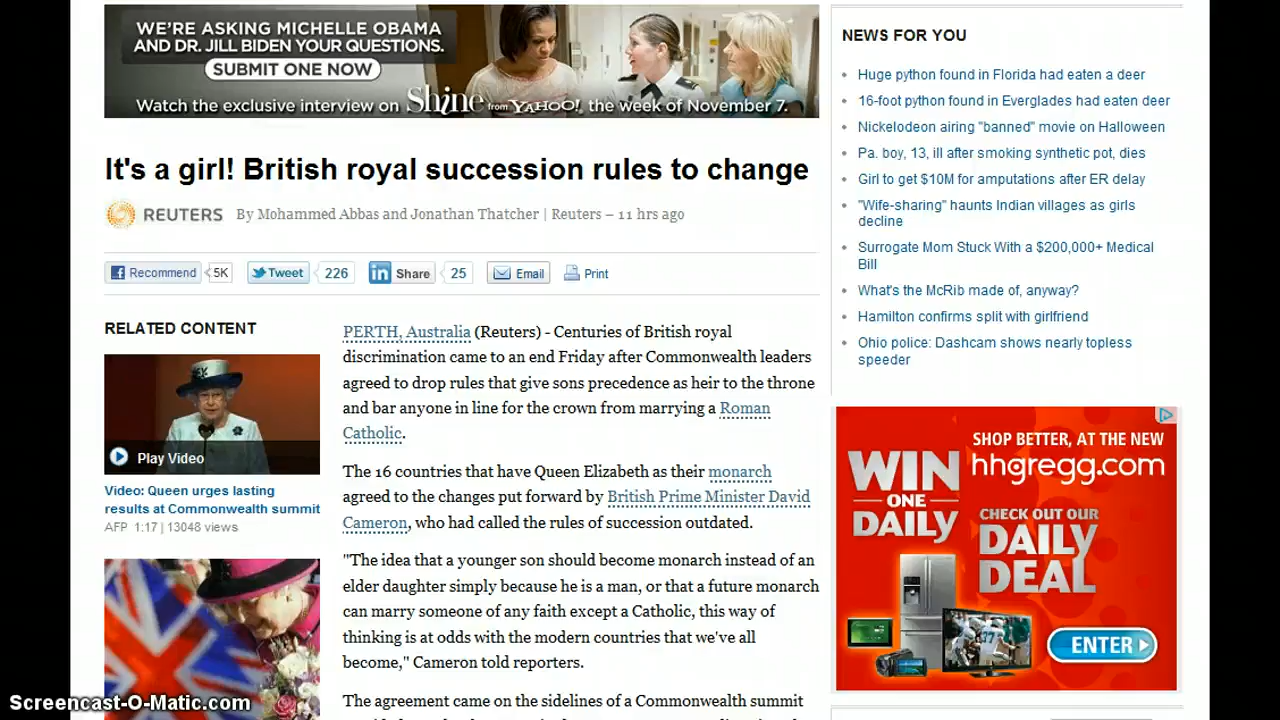 WE'RE ASKING MICHELLE OBAMA
AND DR. JILL BIDEN YOUR QUESTIONS.
SUBMIT ONE NOW
Watch the exclusive interview on Shine from YAHOO!, the week of November 7.
It's a girl! British royal succession rules to change
REUTERS By Mohammed Abbas and Jonathan Thatcher | Reuters – 11 hrs ago
Recommend 5K Tweet 226 in Share 25 Email Print
RELATED CONTENT
Play Video
Video: Queen urges lasting
results at Commonwealth summit
AFP 1:17 | 13048 views
PERTH, Australia (Reuters) - Centuries of British royal
discrimination came to an end Friday after Commonwealth leaders
agreed to drop rules that give sons precedence as heir to the throne
and bar anyone in line for the crown from marrying a Roman
Catholic.
The 16 countries that have Queen Elizabeth as their monarch
agreed to the changes put forward by British Prime Minister David
Cameron, who had called the rules of succession outdated.
"The idea that a younger son should become monarch instead of an
elder daughter simply because he is a man, or that a future monarch
can marry someone of any faith except a Catholic, this way of
thinking is at odds with the modern countries that we've all
become," Cameron told reporters.
The agreement came on the sidelines of a Commonwealth summit
NEWS FOR YOU
Huge python found in Florida had eaten a deer
16-foot python found in Everglades had eaten deer
Nickelodeon airing "banned" movie on Halloween
Pa. boy, 13, ill after smoking synthetic pot, dies
Girl to get $10M for amputations after ER delay
"Wife-sharing" haunts Indian villages as girls
decline
Surrogate Mom Stuck With a $200,000+ Medical
Bill
What's the McRib made of, anyway?
Hamilton confirms split with girlfriend
Ohio police: Dashcam shows nearly topless
speeder
WIN
ONE
DAILY
SHOP BETTER, AT THE NEW
hhgregg.com
CHECK OUT OUR
DAILY
DEAL
ENTER
Screencast-O-Matic.com